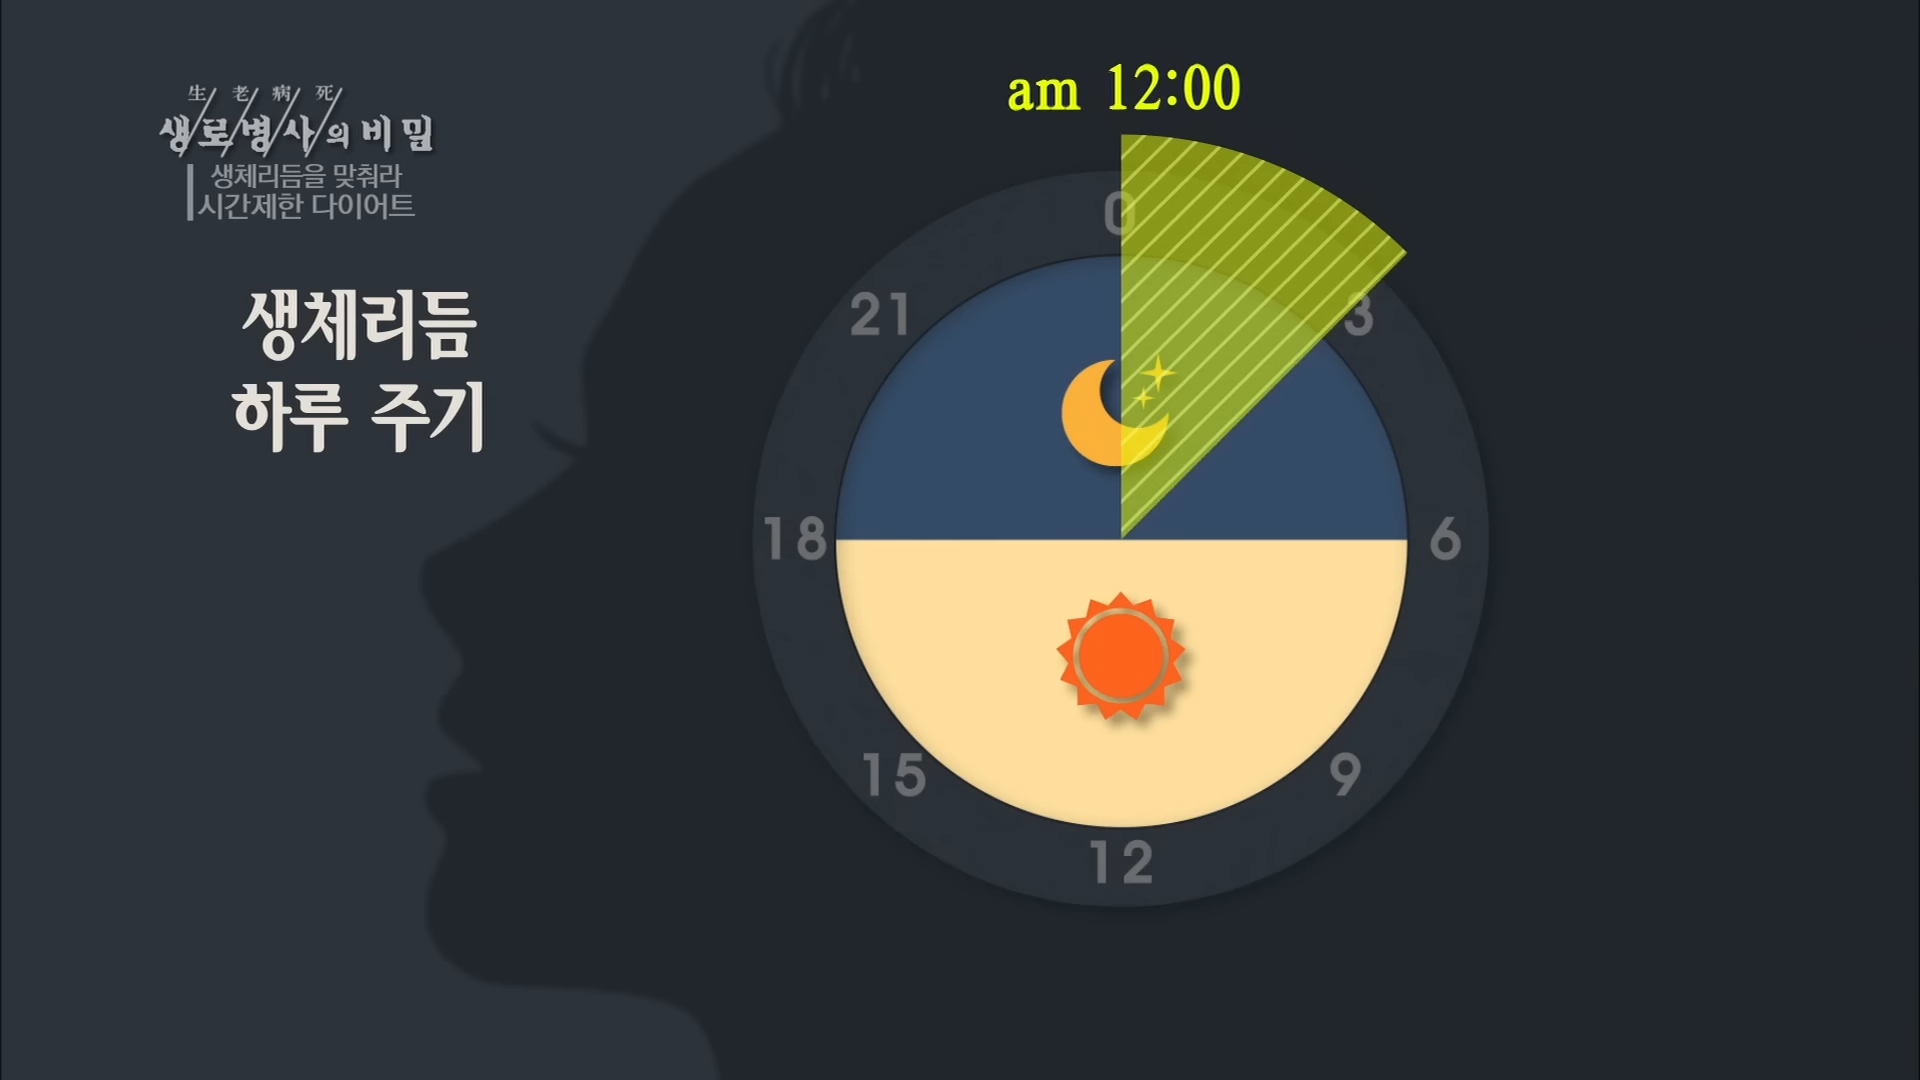 生老病死
생로병사의 비밀
생체리듬을 맞춰라
시간제한 다이어트
생체리듬
하루 주기
am 12:00
0
21
3
18
6
15
9
12